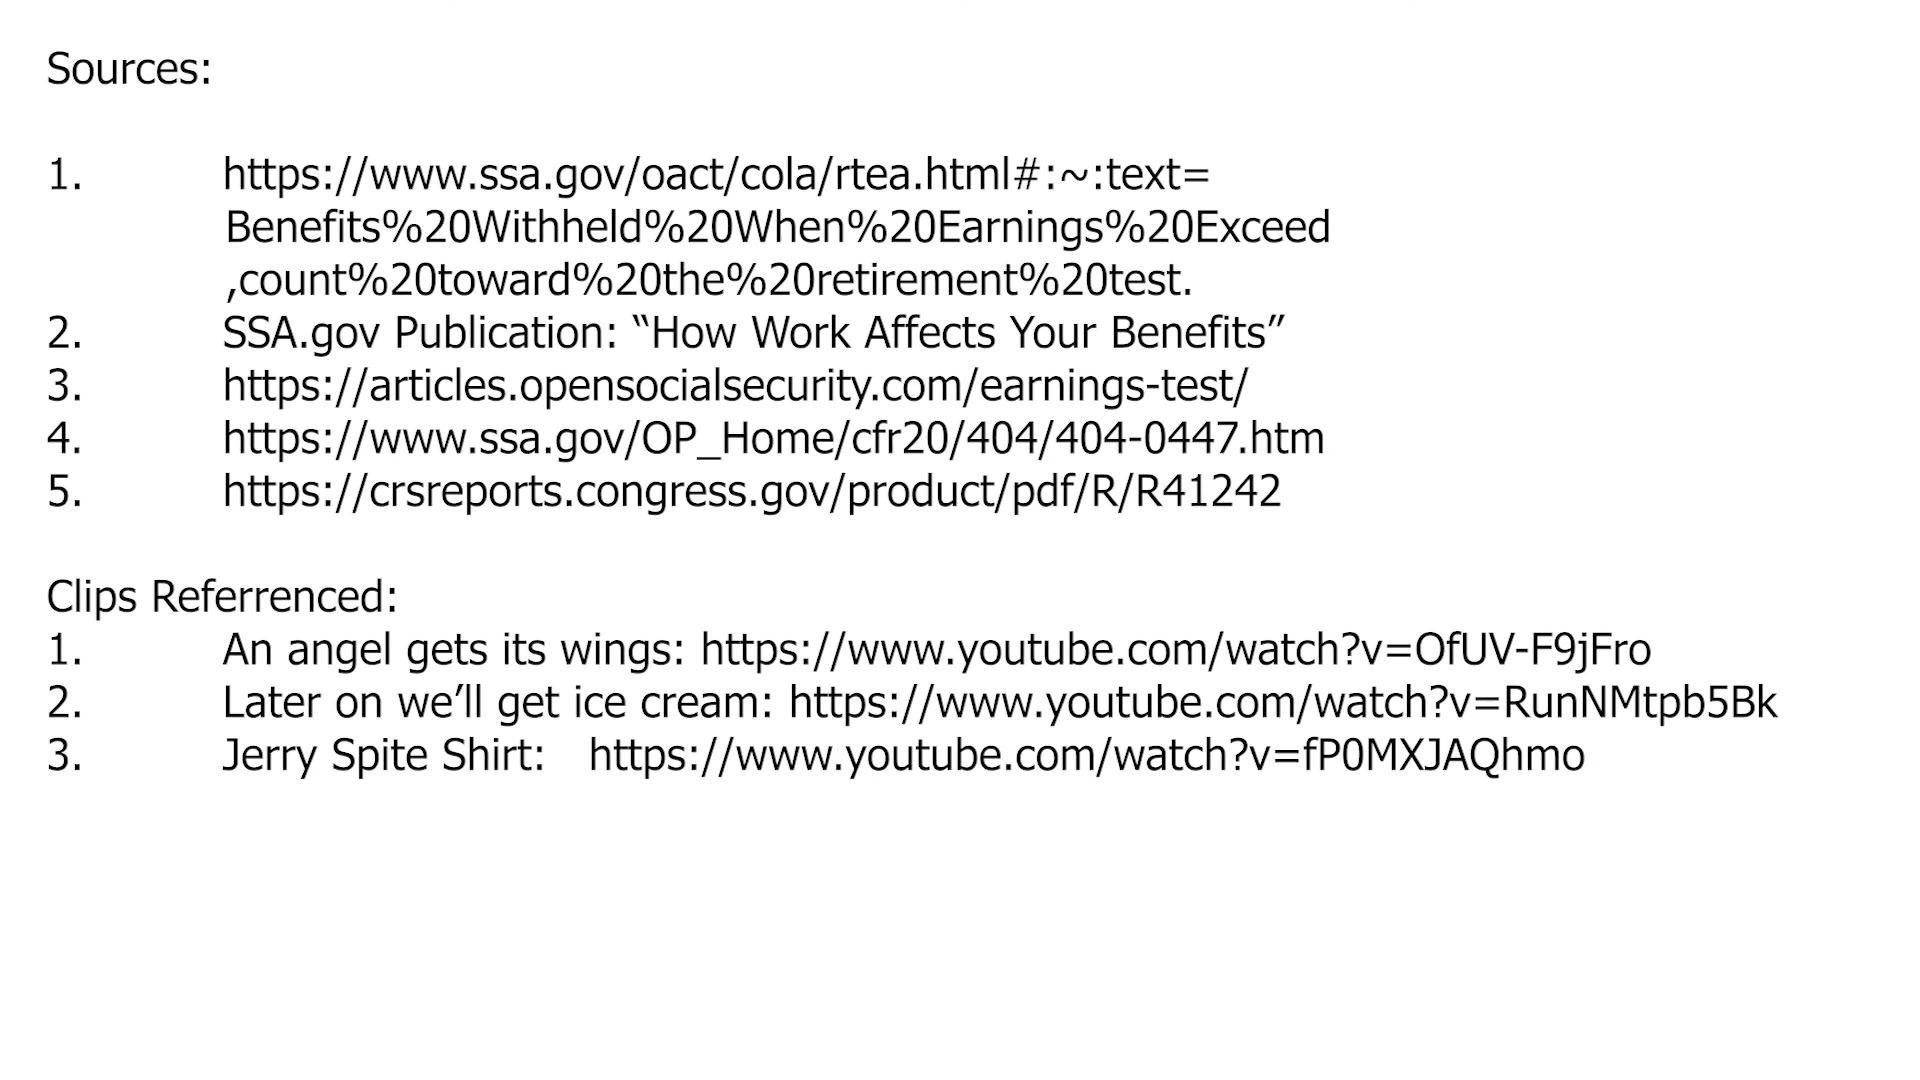 Sources:
1. https://www.ssa.gov/oact/cola/rtea.html#:~:text=
Benefits%20Withheld%20When%20Earnings%20Exceed
,count%20toward%20the%20retirement%20test.
2. SSA.gov Publication: “How Work Affects Your Benefits”
3. https://articles.opensocialsecurity.com/earnings-test/
4. https://www.ssa.gov/OP_Home/cfr20/404/404-0447.htm
5. https://crsreports.congress.gov/product/pdf/R/R41242
Clips Referrenced:
1. An angel gets its wings: https://www.youtube.com/watch?v=OfUV-F9jFro
2. Later on we’ll get ice cream: https://www.youtube.com/watch?v=RunNMtpb5Bk
3. Jerry Spite Shirt: https://www.youtube.com/watch?v=fP0MXJAQhmo